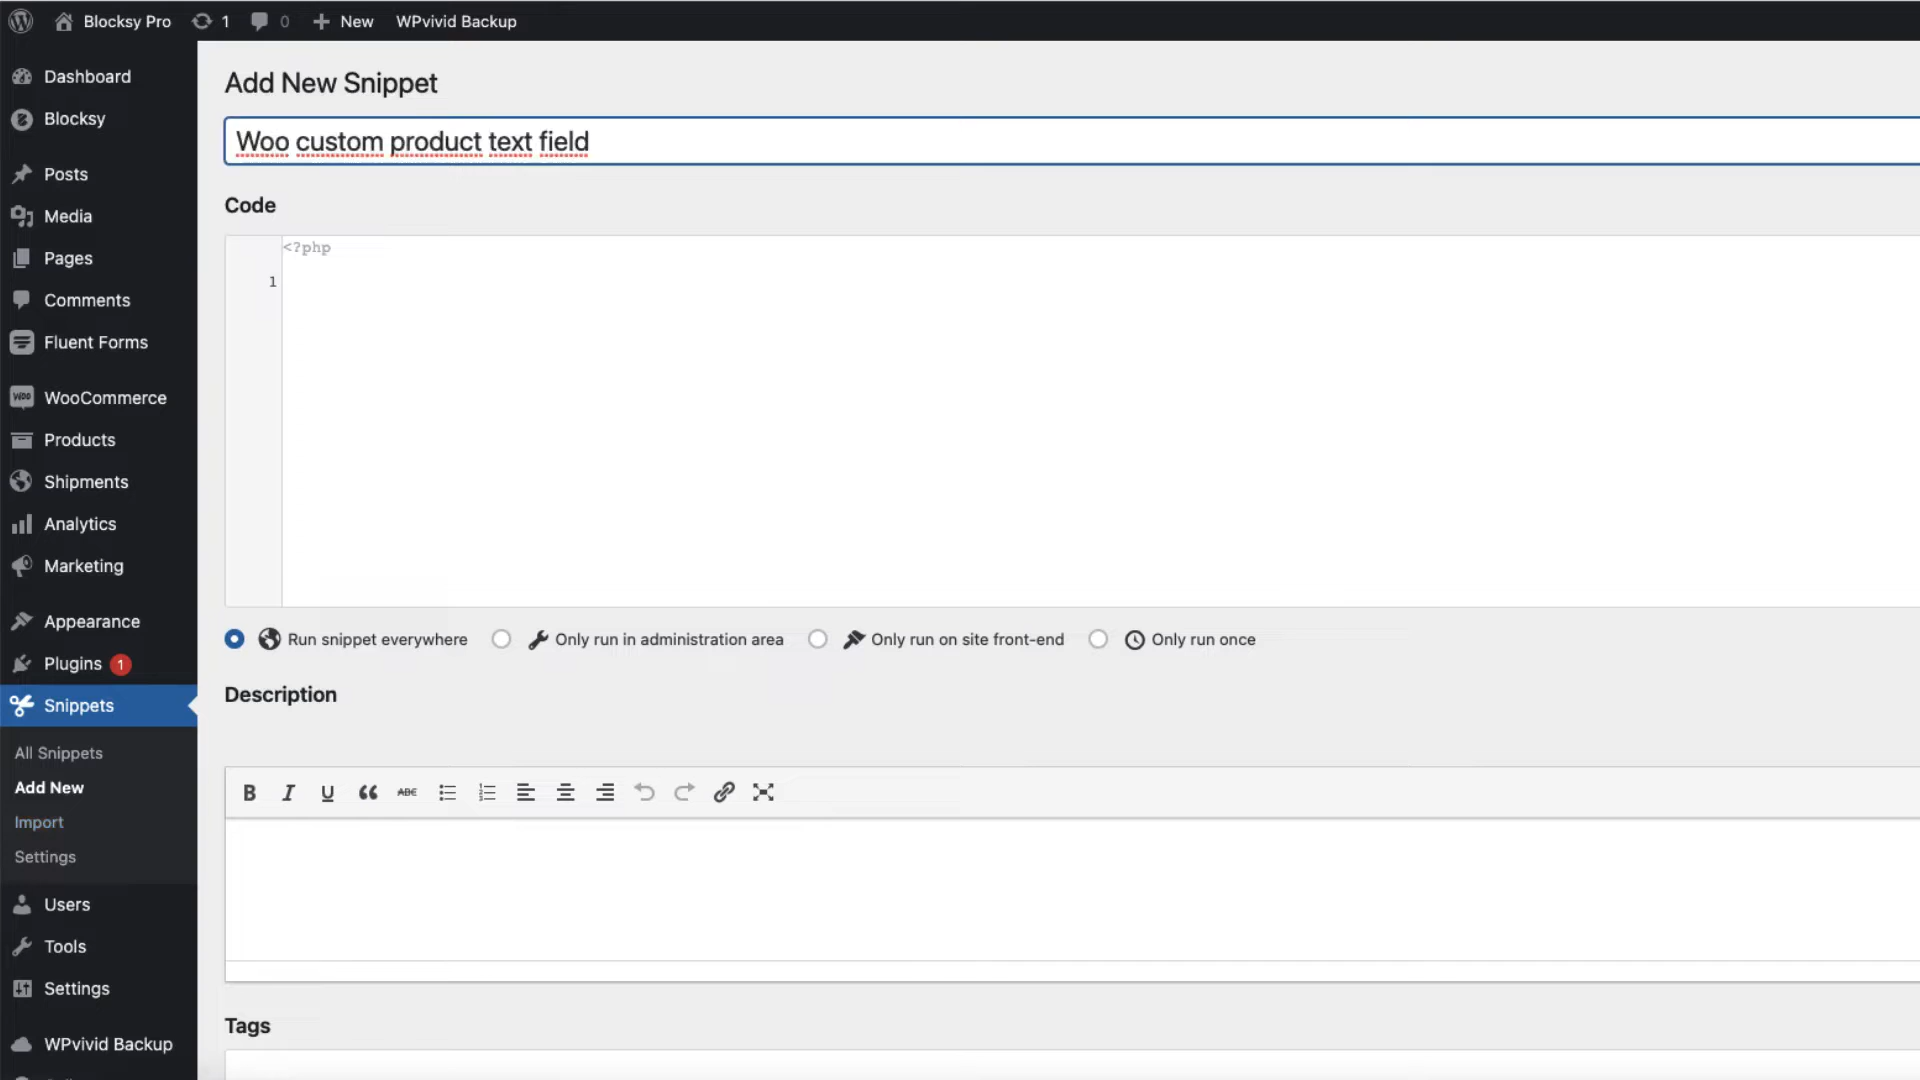 Blocksy Pro 1 0 New WPvivid Backup
Dashboard
Blocksy
Posts
Media
Pages
Comments
Fluent Forms
WooCommerce
Products
Shipments
Analytics
Marketing
Appearance
Plugins 1
Snippets
All Snippets
Add New
Import
Settings
Users
Tools
Settings
WPvivid Backup
Add New Snippet
Woo custom product text field
Code
<?php
1
Run snippet everywhere Only run in administration area Only run on site front-end Only run once
Description
B I U ABC
Tags